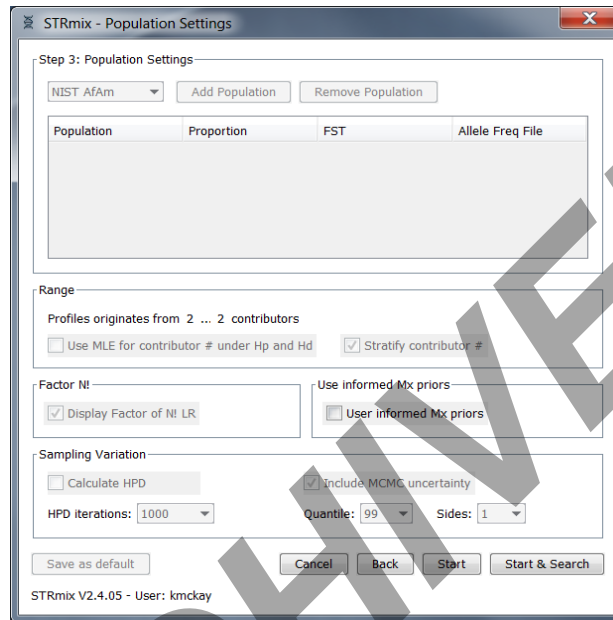 STRmix - Population Settings
Step 3: Population Settings
NIST AfAm Add Population Remove Population
Population Proportion FST Allele Freq File
Range
Profiles originates from 2 ... 2 contributors
Use MLE for contributor # under Hp and Hd Stratify contributor #
Factor N! Use informed Mx priors
Display Factor of N! LR User informed Mx priors
Sampling Variation
Calculate HPD Include MCMC uncertainty
HPD iterations: 1000 Quantile: 99 Sides: 1
Save as default Cancel Back Start Start & Search
STRmix V2.4.05 - User: kmckay